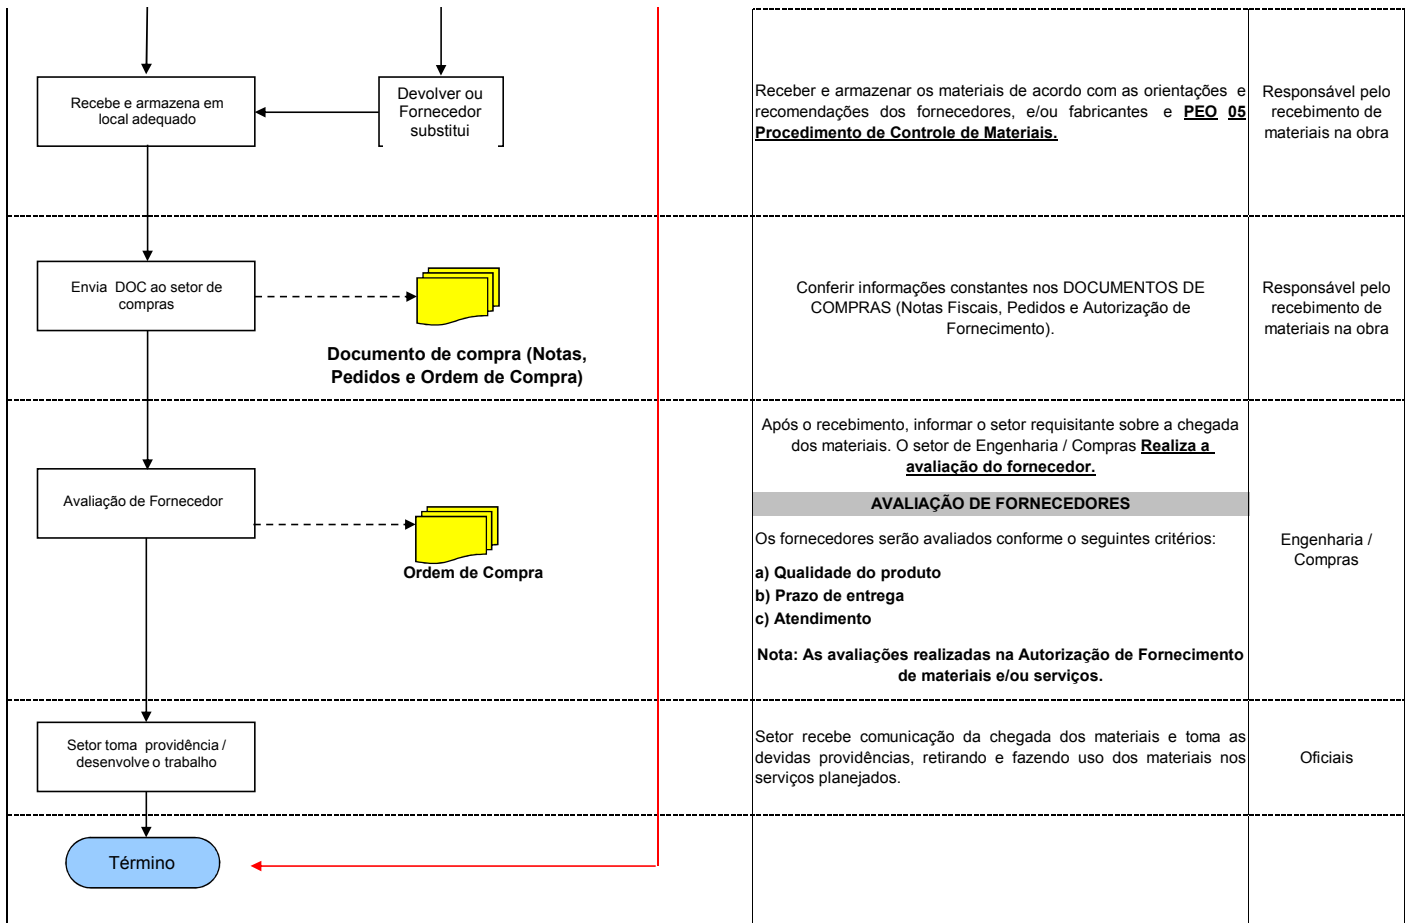 Recebe e armazena em
local adequado
Devolver ou
Fornecedor
substitui
Receber e armazenar os materiais de acordo com as orientações e
recomendações dos fornecedores, e/ou fabricantes e PEO 05
Procedimento de Controle de Materiais.
Responsável pelo
recebimento de
materiais na obra
Envia DOC ao setor de
compras
Documento de compra (Notas,
Pedidos e Ordem de Compra)
Conferir informações constantes nos DOCUMENTOS DE
COMPRAS (Notas Fiscais, Pedidos e Autorização de
Fornecimento).
Responsável pelo
recebimento de
materiais na obra
Avaliação de Fornecedor
Ordem de Compra
Após o recebimento, informar o setor requisitante sobre a chegada
dos materiais. O setor de Engenharia / Compras Realiza a
avaliação do fornecedor.
AVALIAÇÃO DE FORNECEDORES
Os fornecedores serão avaliados conforme o seguintes critérios:
a) Qualidade do produto
b) Prazo de entrega
c) Atendimento
Nota: As avaliações realizadas na Autorização de Fornecimento
de materiais e/ou serviços.
Engenharia /
Compras
Setor toma providência /
desenvolve o trabalho
Setor recebe comunicação da chegada dos materiais e toma as
devidas providências, retirando e fazendo uso dos materiais nos
serviços planejados.
Oficiais
Término